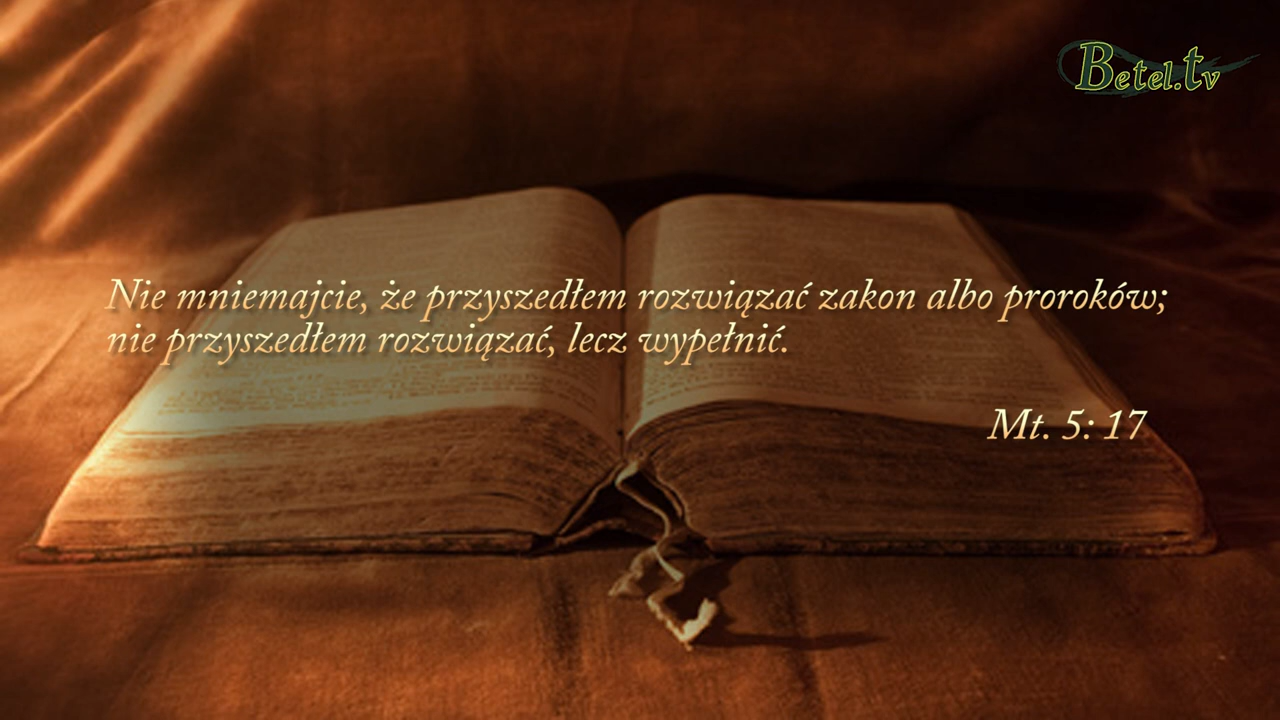 Betel.tv
Nie mniemajcie, że przyszedłem rozwiązać zakon albo proroków;
nie przyszedłem rozwiązać, lecz wypełnić.
Mt. 5: 17